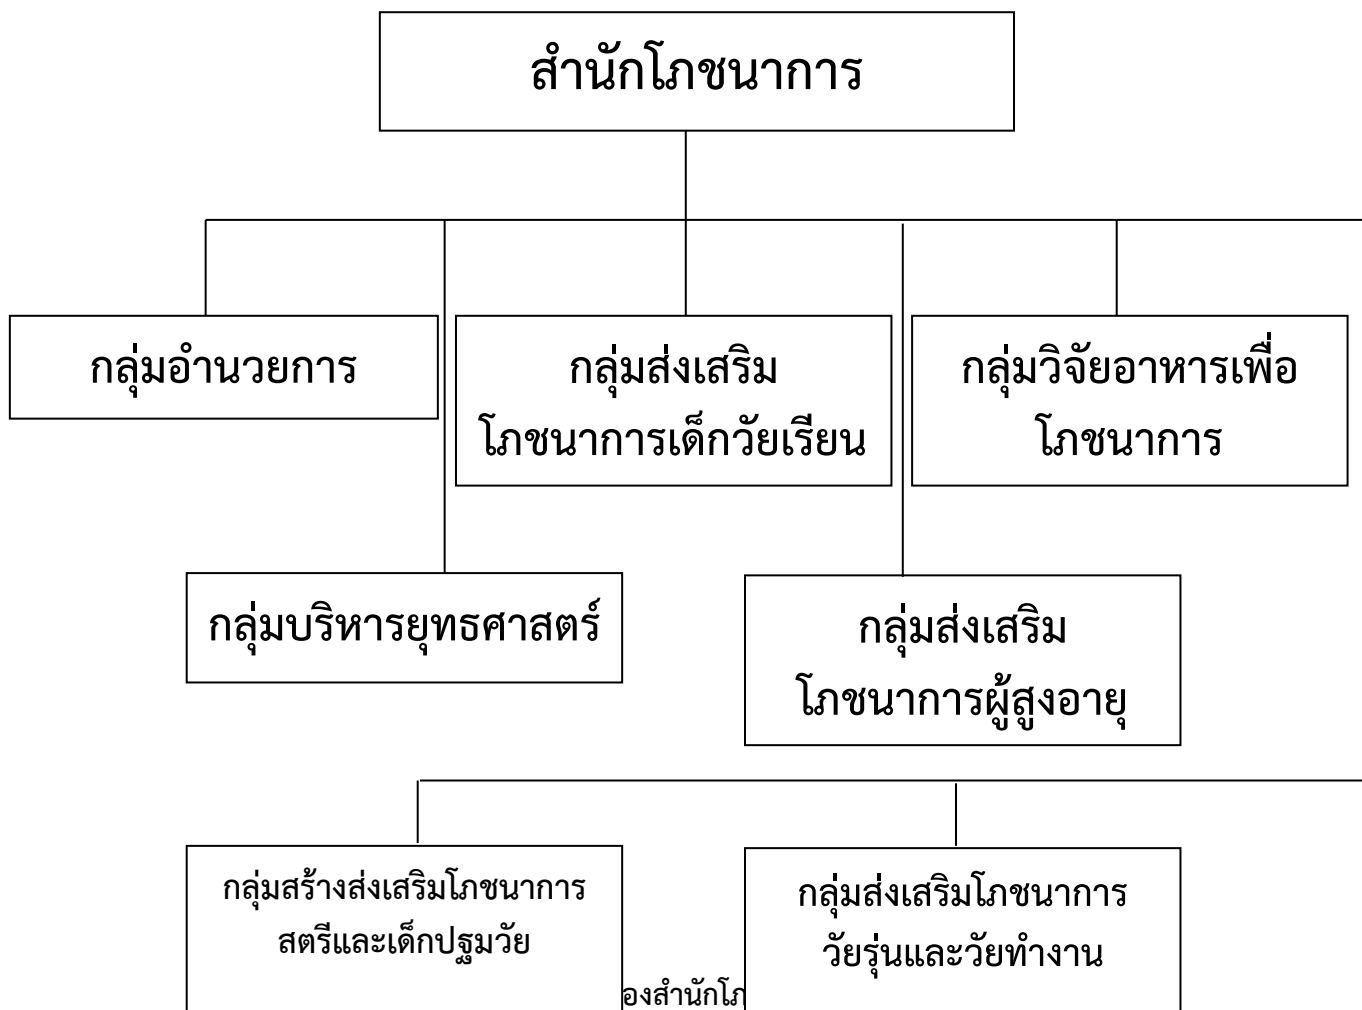 สำนักโภชนาการ
กลุ่มอำนวยการ
กลุ่มส่งเสริม
โภชนาการเด็กวัยเรียน
กลุ่มวิจัยอาหารเพื่อ
โภชนาการ
กลุ่มบริหารยุทธศาสตร์
กลุ่มส่งเสริม
โภชนาการผู้สูงอายุ
กลุ่มสร้างส่งเสริมโภชนาการ
สตรีและเด็กปฐมวัย
กลุ่มส่งเสริมโภชนาการ
วัยรุ่นและวัยทำงาน
องสำนักโภ